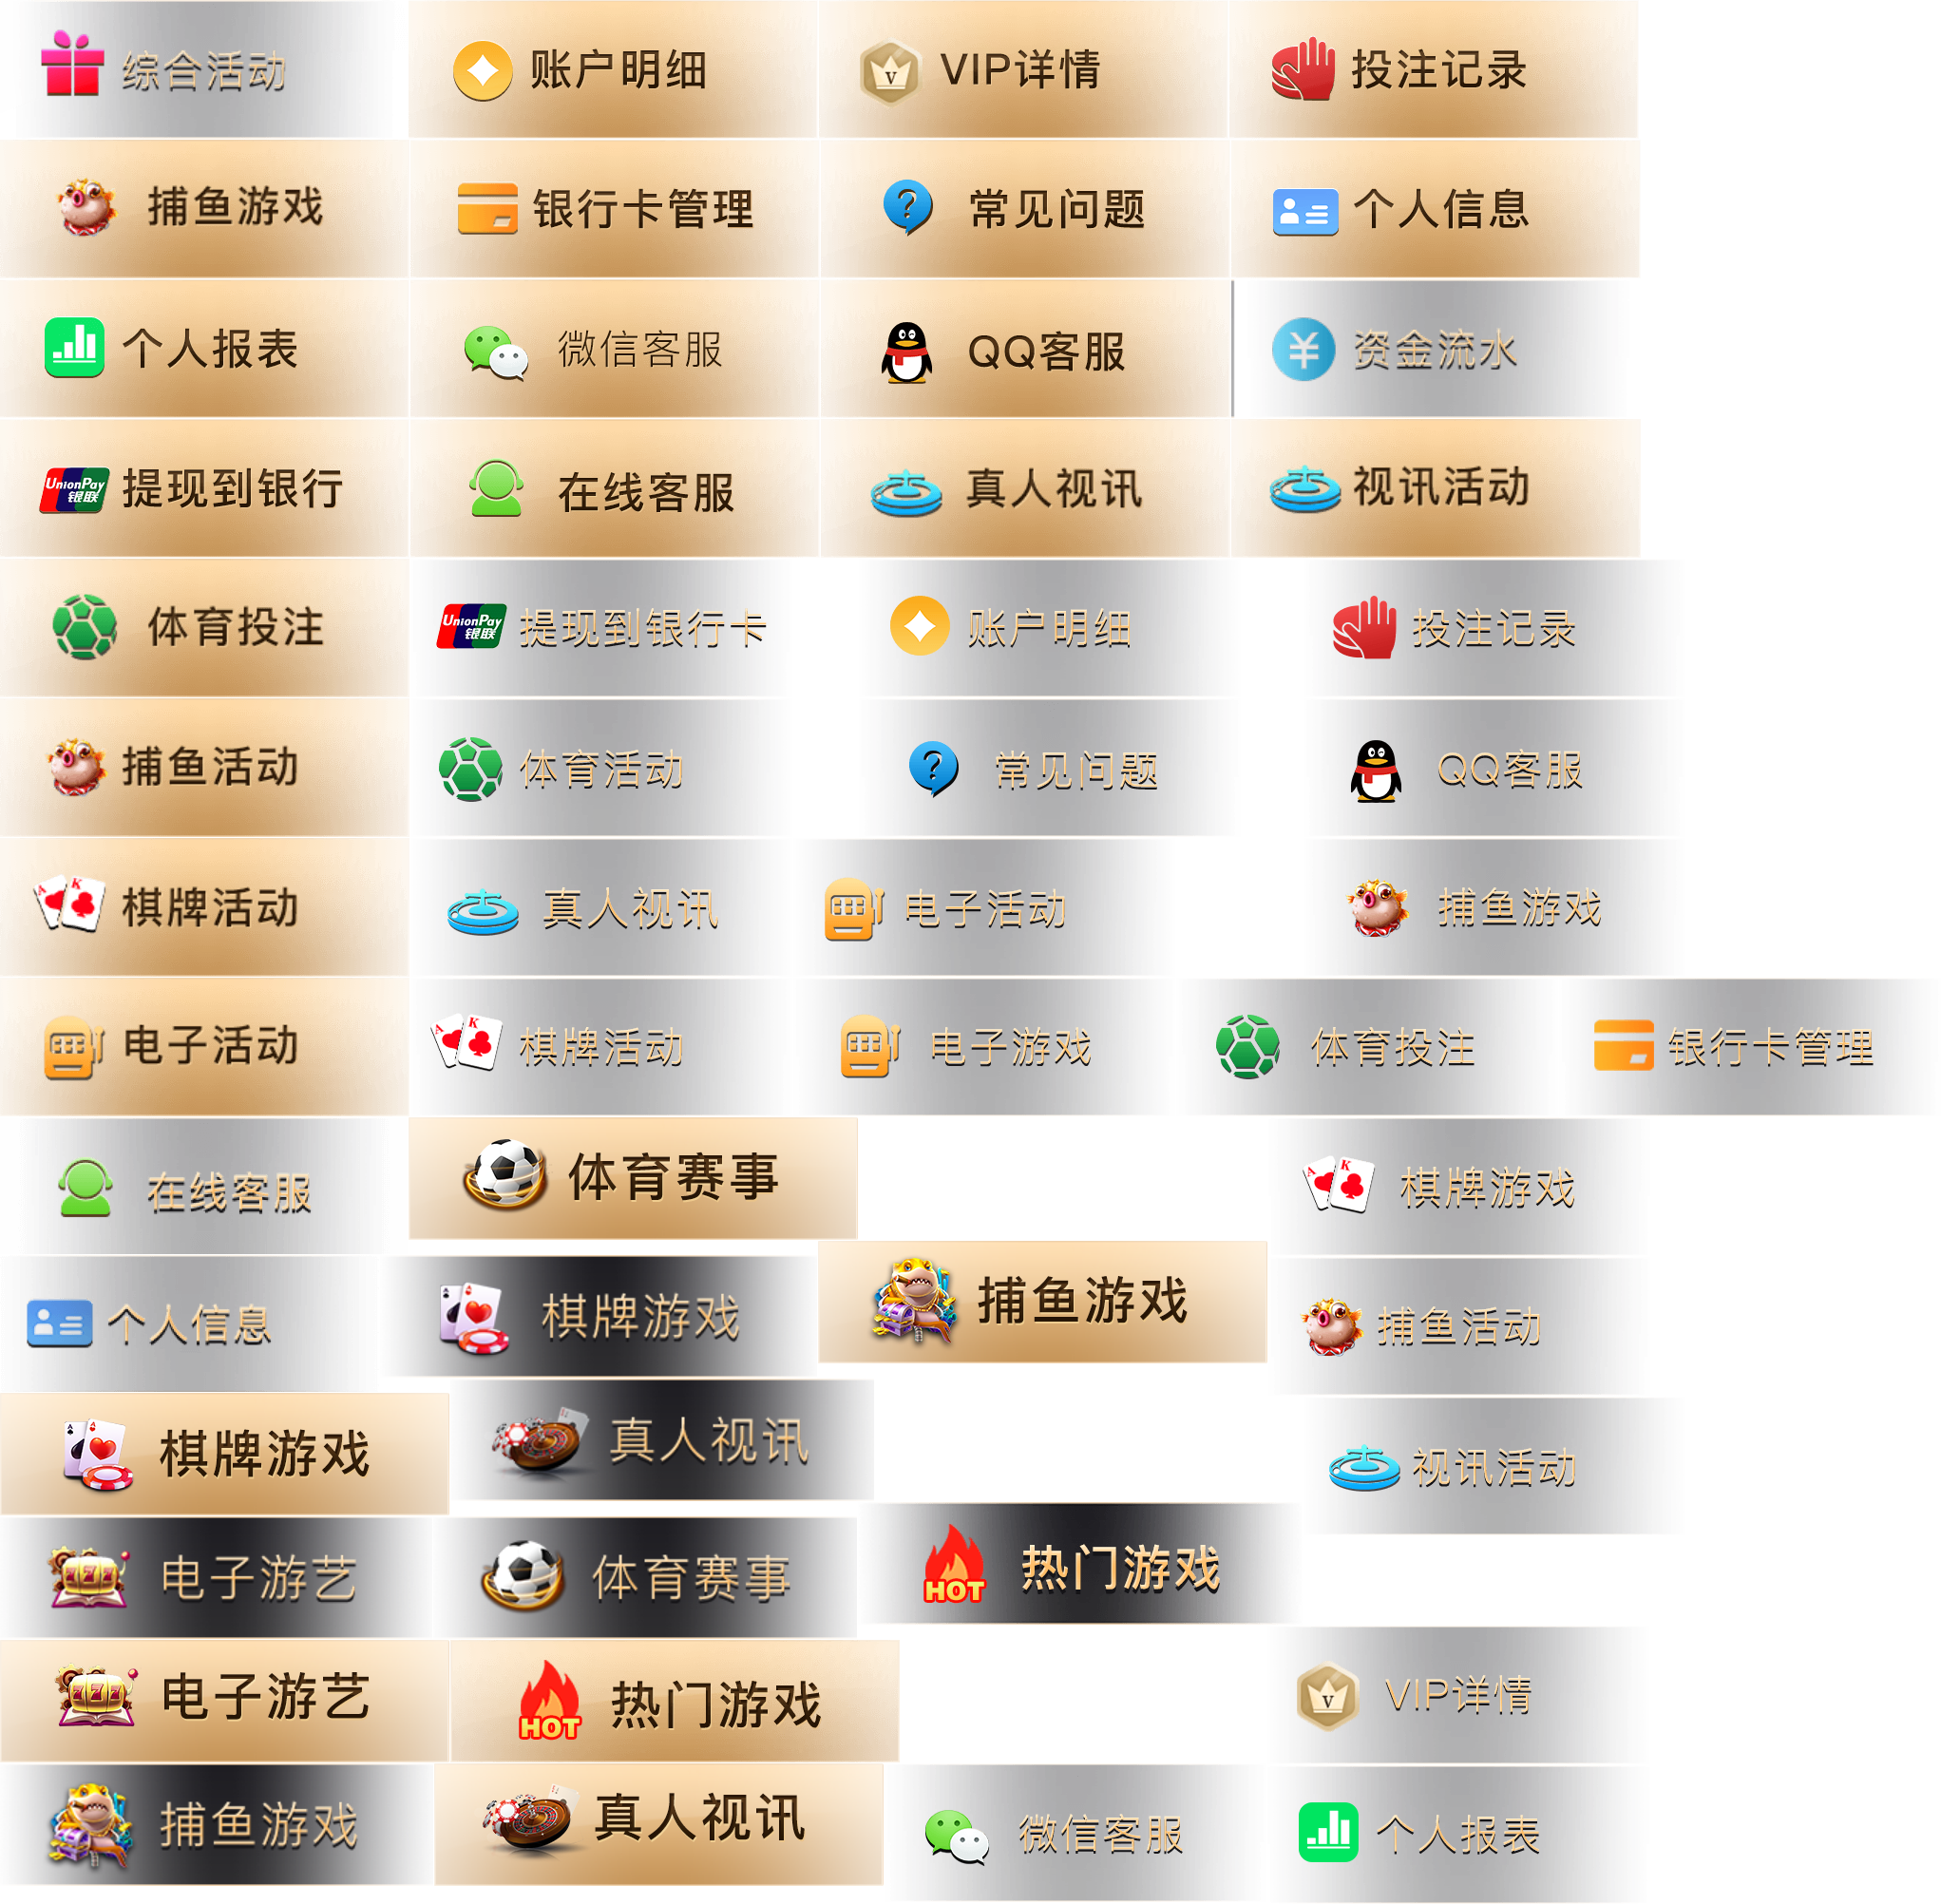 综合活动
账户明细
VIP详情
投注记录
捕鱼游戏
银行卡管理
常见问题
个人信息
个人报表
微信客服
QQ客服
资金流水
UnionPay
银联
提现到银行
在线客服
真人视讯
视讯活动
体育投注
UnionPay
银联
提现到银行卡
账户明细
投注记录
捕鱼活动
体育活动
常见问题
QQ客服
棋牌活动
真人视讯
电子活动
捕鱼游戏
电子活动
棋牌活动
电子游戏
体育投注
银行卡管理
在线客服
体育赛事
棋牌游戏
个人信息
棋牌游戏
捕鱼游戏
捕鱼活动
棋牌游戏
真人视讯
视讯活动
电子游艺
777
体育赛事
HOT
热门游戏
电子游艺
777
HOT
热门游戏
VIP详情
捕鱼游戏
真人视讯
微信客服
个人报表